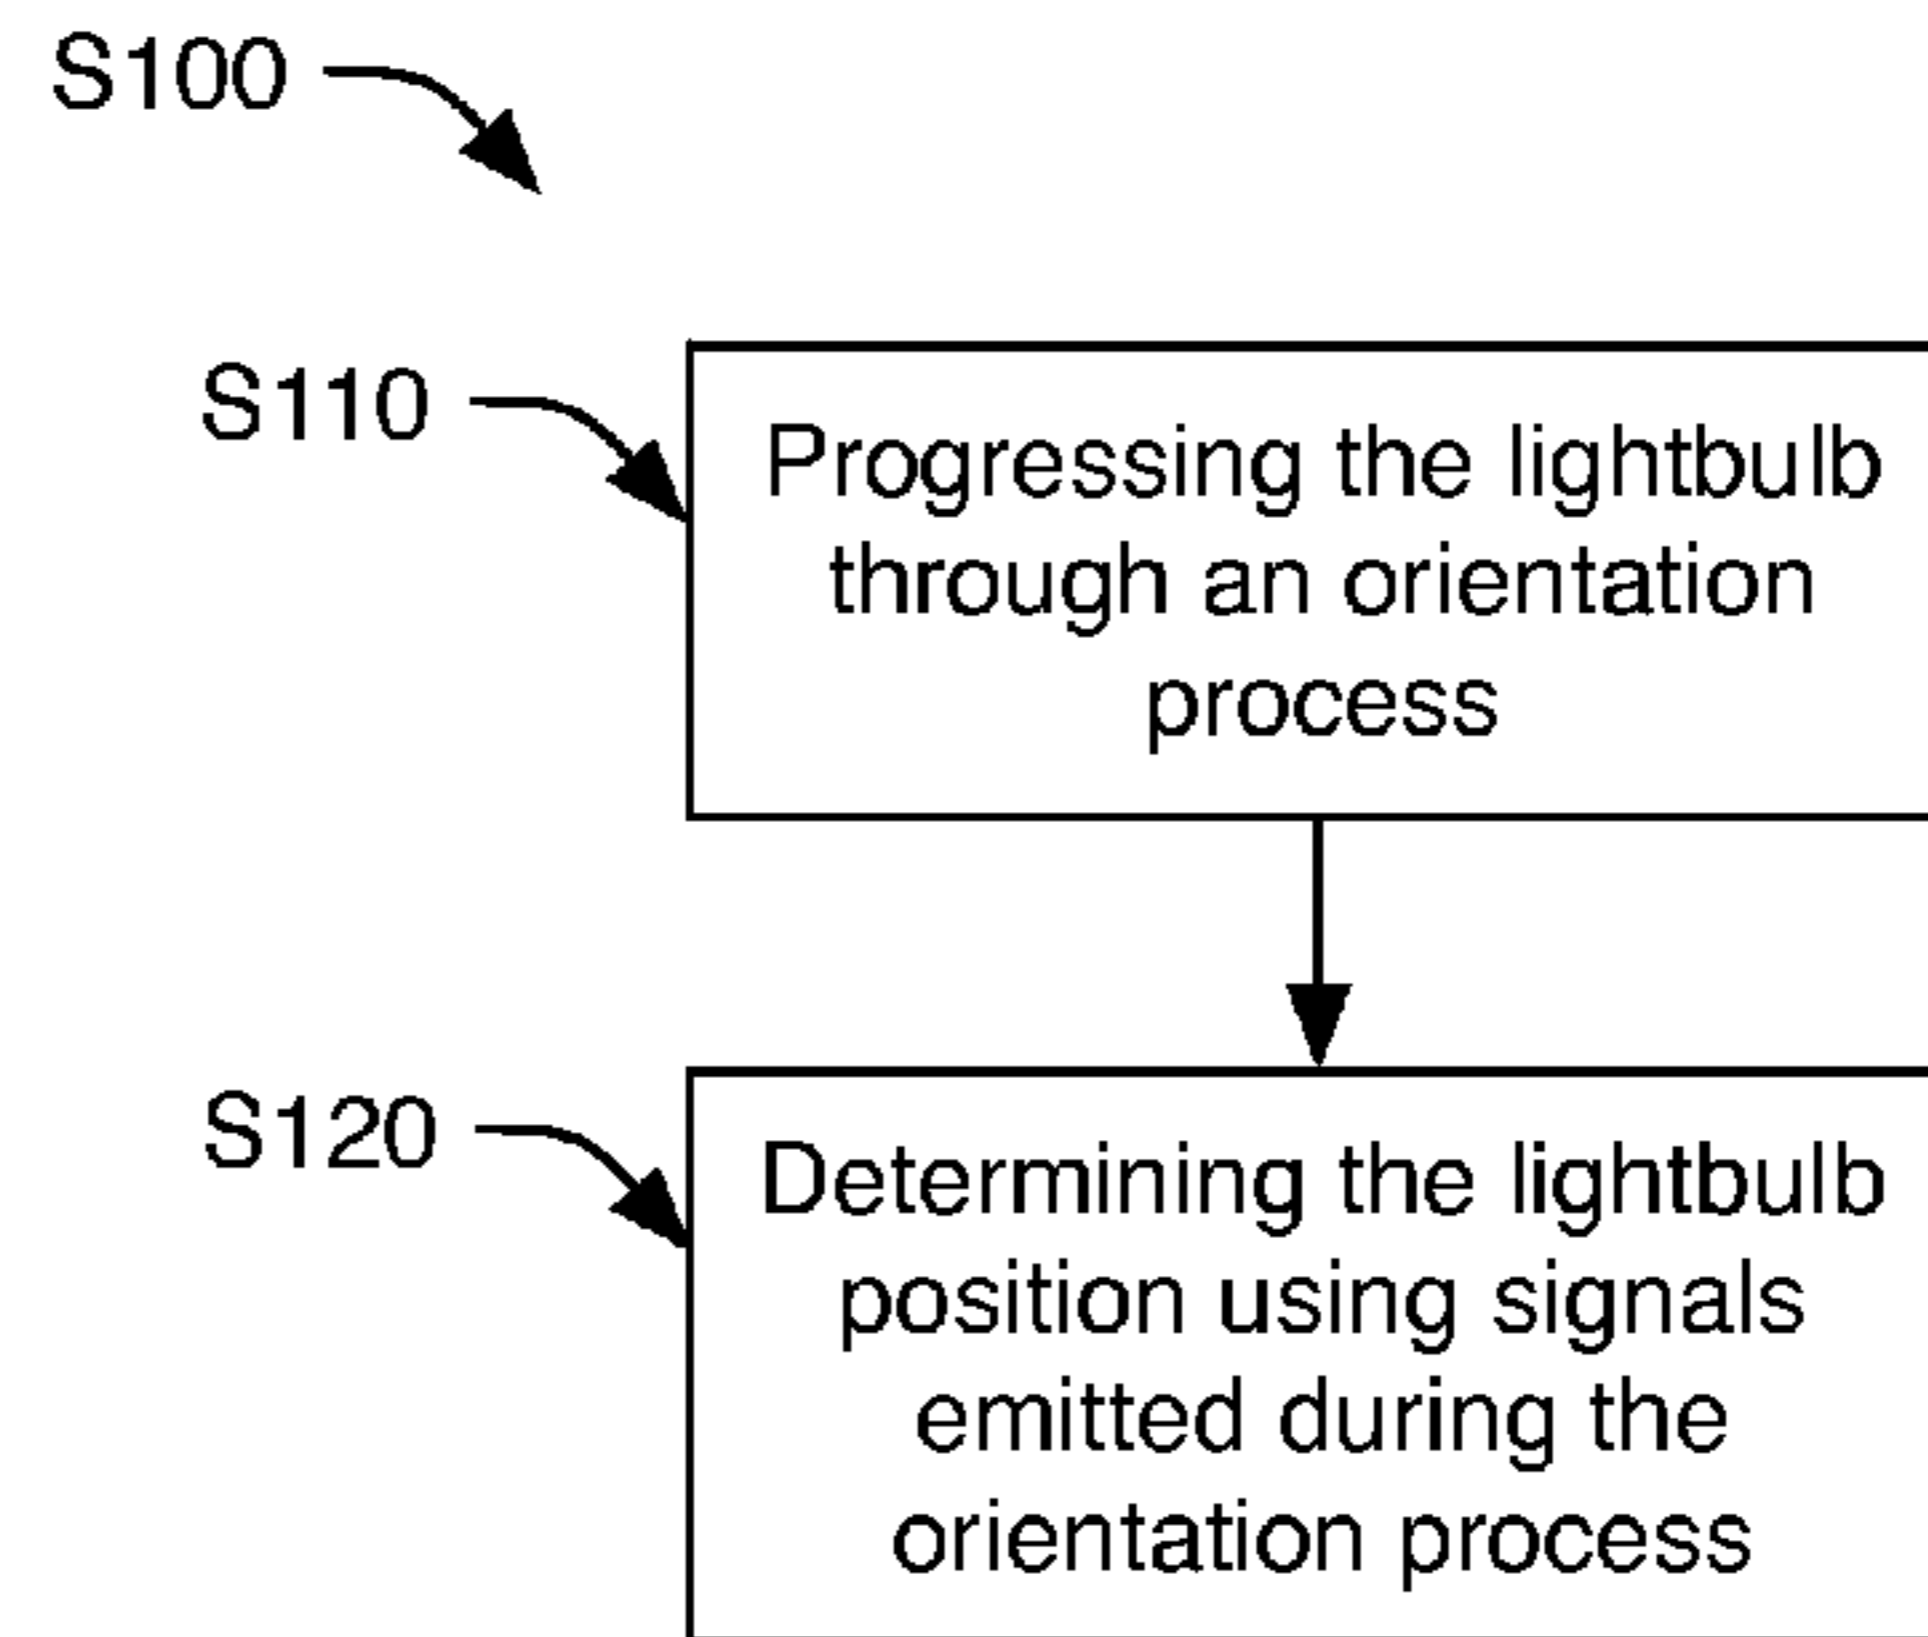 S100
S110
Progressing the lightbulb
through an orientation
process
S120
Determining the lightbulb
position using signals
emitted during the
orientation process